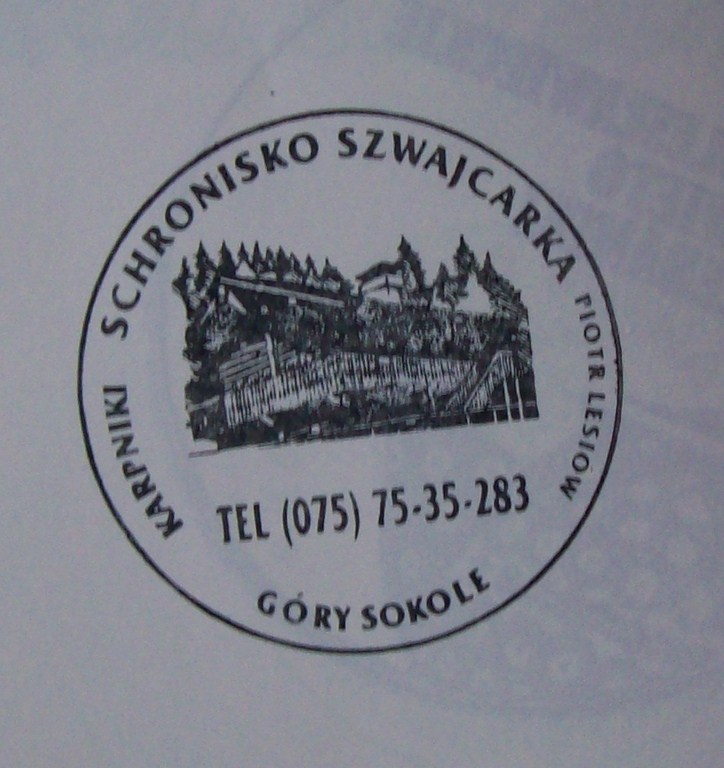 SCHRONISKO SZWAJCARKA
PIOTR LESIÓW
KARPNIKI
TEL (075) 75-35-283
GÓRY SOKOLE